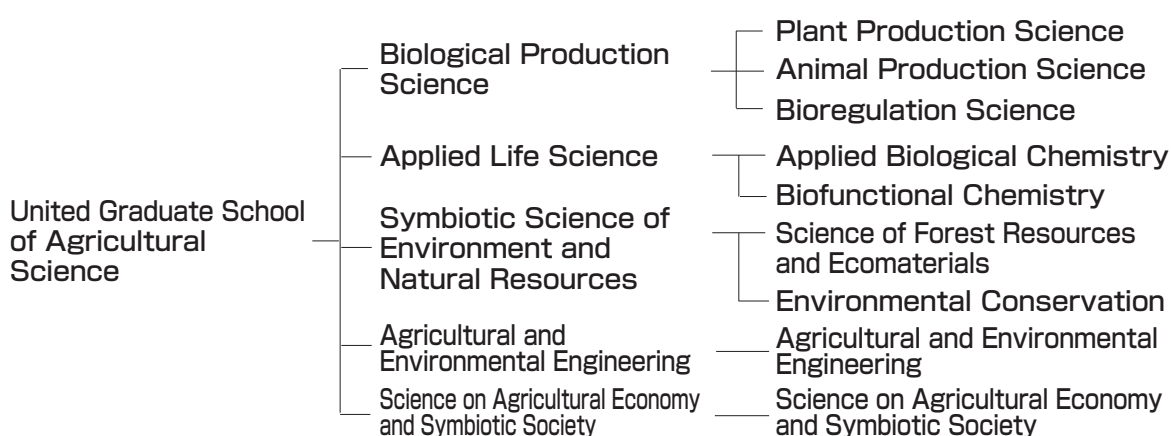 United Graduate School
of Agricultural
Science
Biological Production
Science
Plant Production Science
Animal Production Science
Bioregulation Science
Applied Life Science
Applied Biological Chemistry
Biofunctional Chemistry
Symbiotic Science of
Environment and
Natural Resources
Science of Forest Resources
and Ecomaterials
Environmental Conservation
Agricultural and
Environmental Engineering
Agricultural and Environmental
Engineering
Science on Agricultural Economy
and Symbiotic Society
Science on Agricultural Economy
and Symbiotic Society